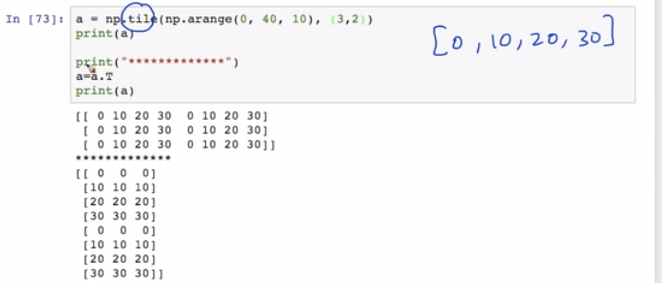 In [73]: a = np.tile(np.arange(0, 40, 10), (3,2))
print(a)
[0, 10, 20, 30]
print("*************")
a=a.T
print(a)
[[ 0 10 20 30  0 10 20 30]
 [ 0 10 20 30  0 10 20 30]
 [ 0 10 20 30  0 10 20 30]]
*************
[[ 0  0  0]
 [10 10 10]
 [20 20 20]
 [30 30 30]
 [ 0  0  0]
 [10 10 10]
 [20 20 20]
 [30 30 30]]